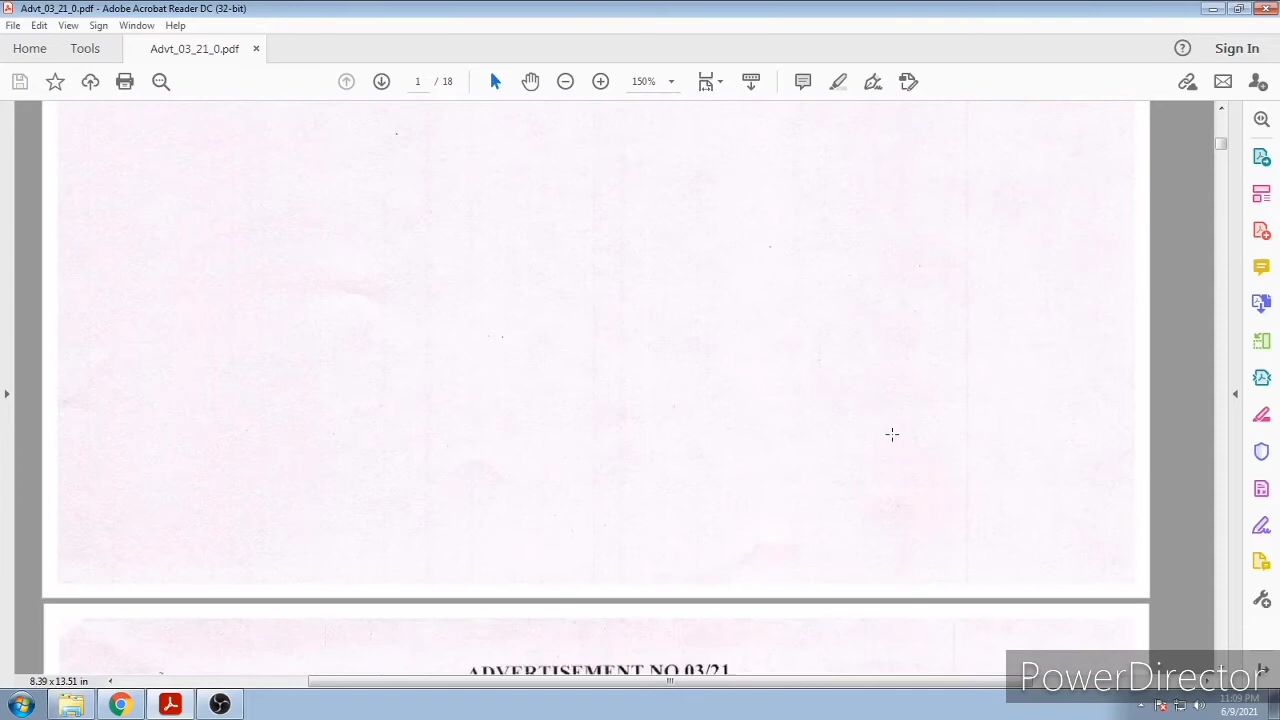 Advt_03_21_0.pdf - Adobe Acrobat Reader DC (32-bit)
File Edit View Sign Window Help
Home Tools Advt_03_21_0.pdf × Sign In
1 / 18 150%
ADVERTISEMENT NO 03/21
8.39 x 13.51 in
PowerDirector
11:09 PM
6/9/2021